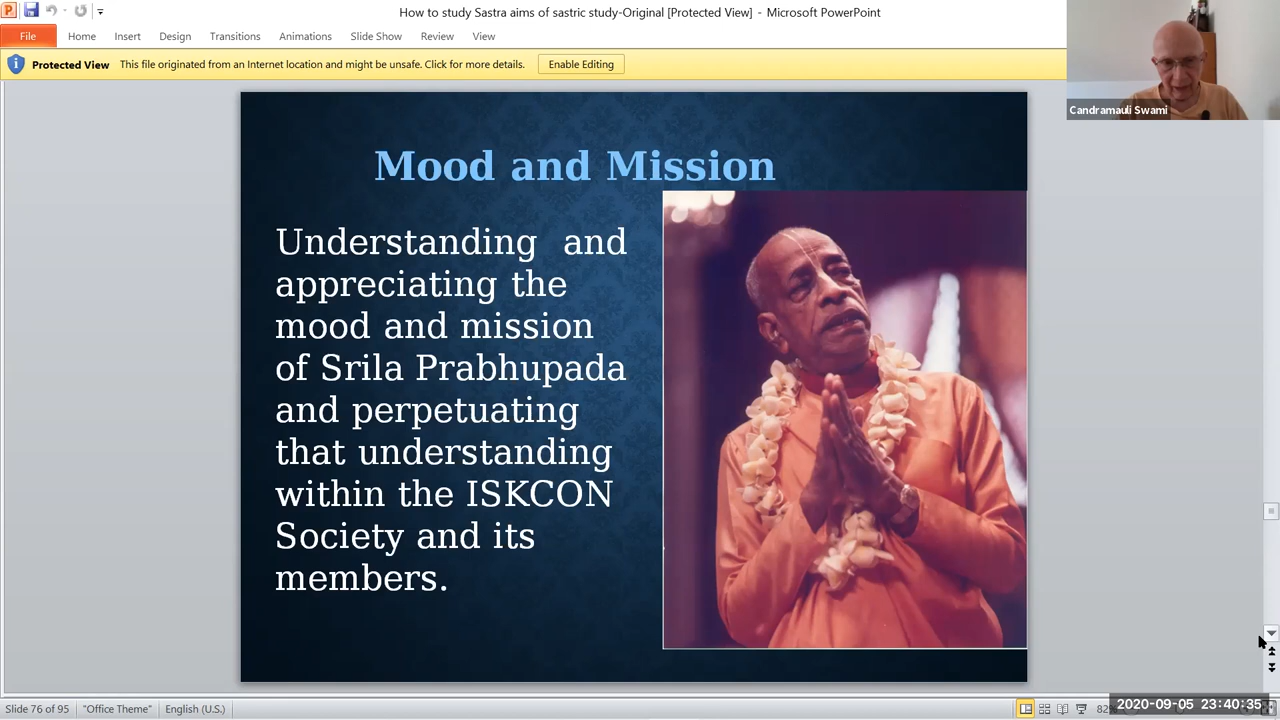 How to study Sastra aims of sastric study-Original [Protected View] - Microsoft PowerPoint
File Home Insert Design Transitions Animations Slide Show Review View
Protected View This file originated from an Internet location and might be unsafe. Click for more details. Enable Editing
Candramauli Swami
Mood and Mission
Understanding and
appreciating the
mood and mission
of Srila Prabhupada
and perpetuating
that understanding
within the ISKCON
Society and its
members.
Slide 76 of 95 "Office Theme" English (U.S.)
2020-09-05 23:40:35